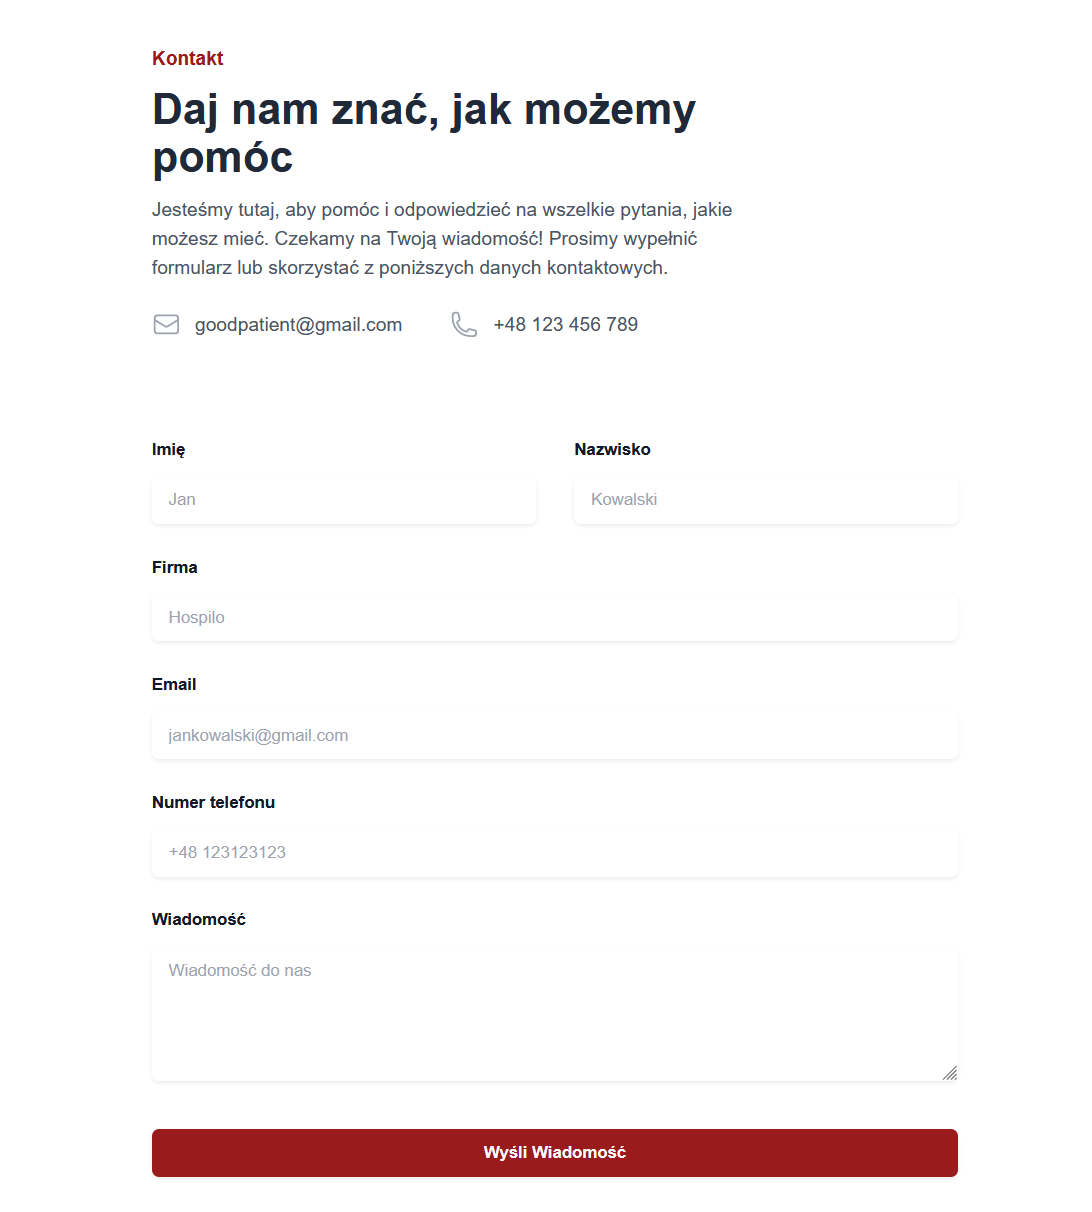 Kontakt
Daj nam znać, jak możemy
pomóc
Jesteśmy tutaj, aby pomóc i odpowiedzieć na wszelkie pytania, jakie
możesz mieć. Czekamy na Twoją wiadomość! Prosimy wypełnić
formularz lub skorzystać z poniższych danych kontaktowych.
goodpatient@gmail.com +48 123 456 789
Imię Nazwisko
Jan Kowalski
Firma
Hospilo
Email
jankowalski@gmail.com
Numer telefonu
+48 123123123
Wiadomość
Wiadomość do nas
Wyśli Wiadomość